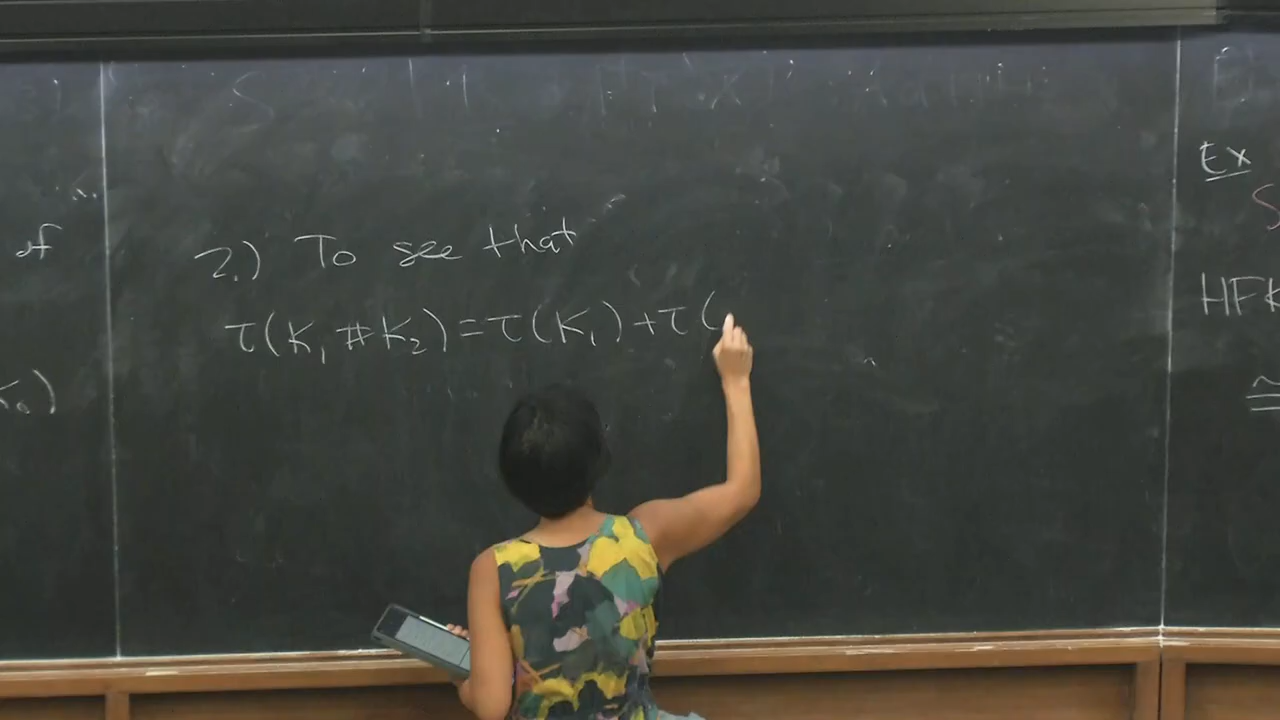 of
2.) To see that
τ(K₁ # K₂) = τ(K₁) + τ(
Ex
HFK
≅